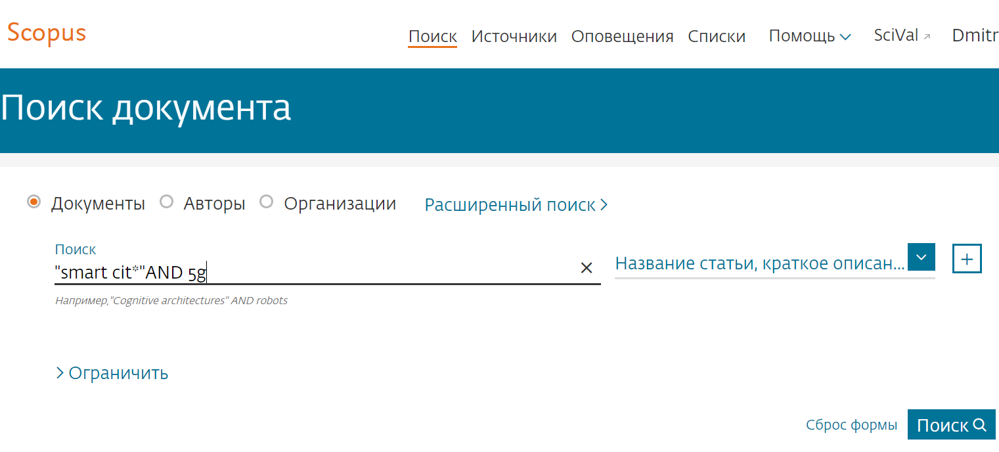 Scopus
Поиск Источники Оповещения Списки Помощь SciVal Dmitr
Поиск документа
Документы Авторы Организации Расширенный поиск
Поиск
"smart cit*"AND 5g
Название статьи, краткое описан...
Например,"Cognitive architectures" AND robots
Ограничить
Сброс формы Поиск